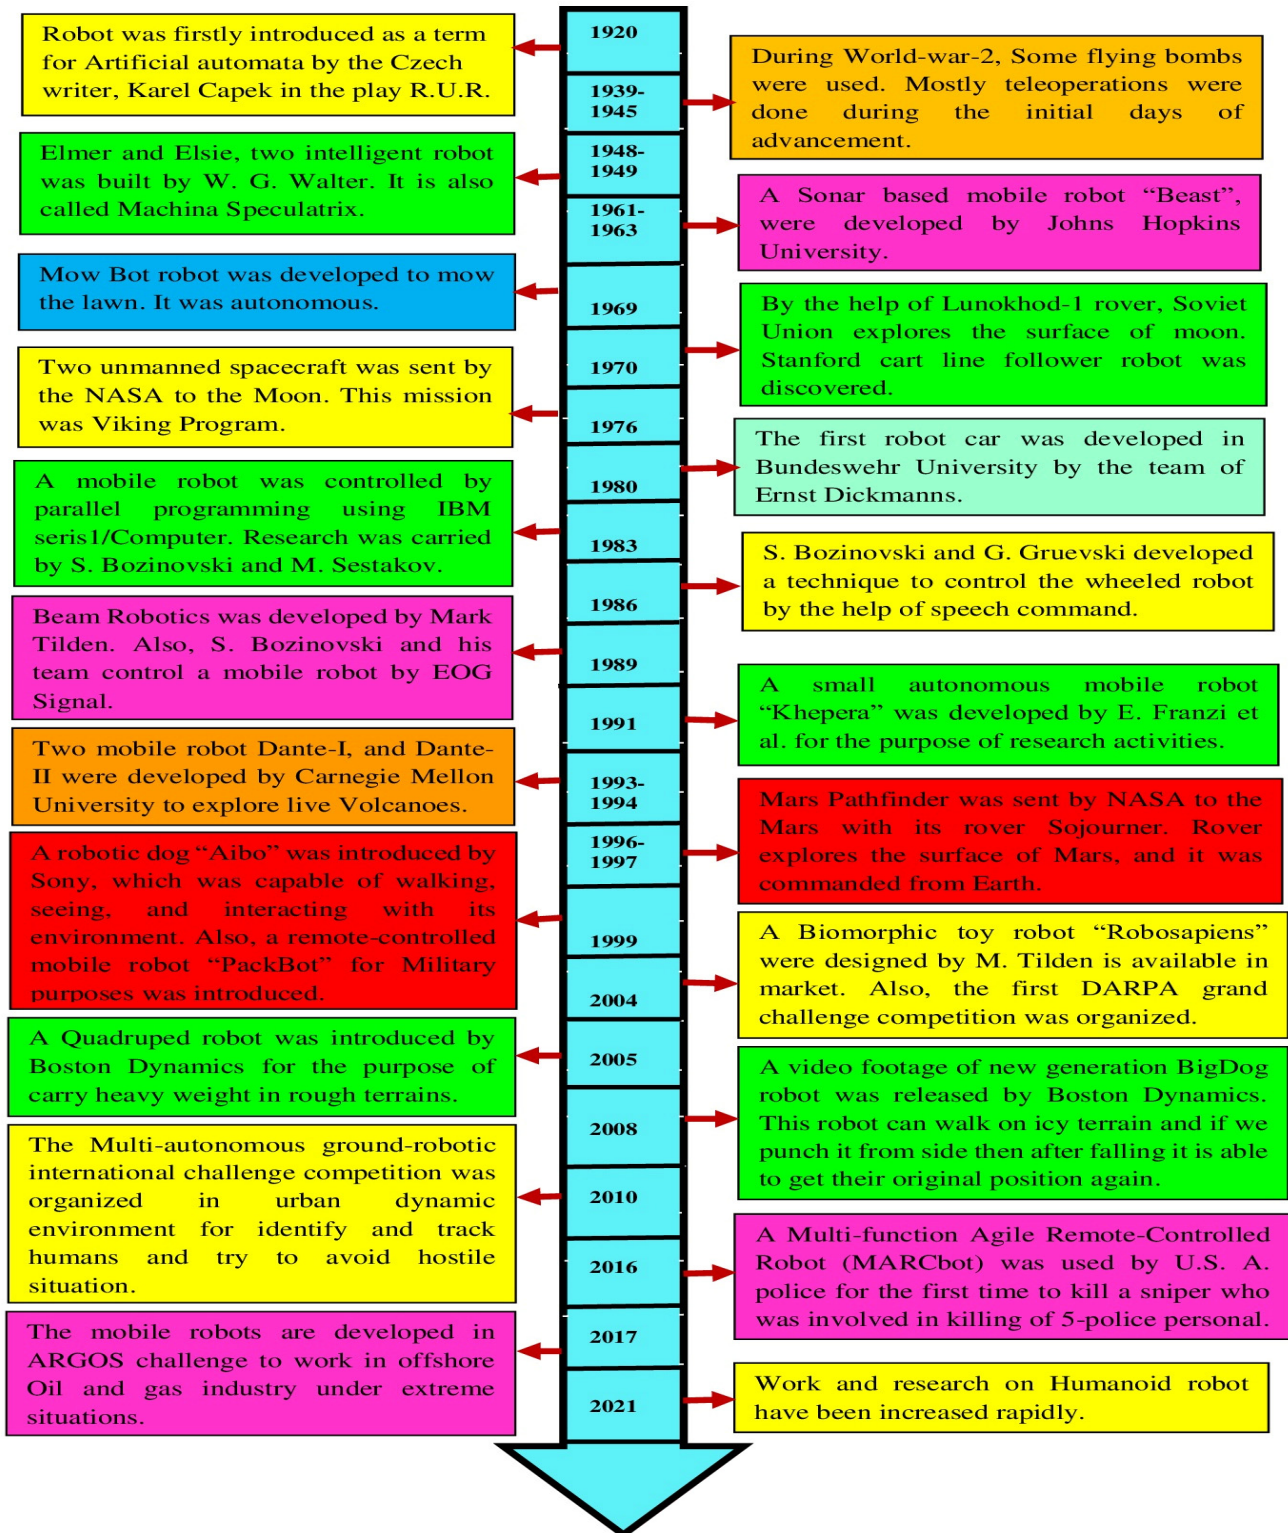 1920
Robot was firstly introduced as a term
for Artificial automata by the Czech
writer, Karel Capek in the play R.U.R.
1939-
1945
During World-war-2, Some flying bombs
were used. Mostly teleoperations were
done during the initial days of
advancement.
1948-
1949
Elmer and Elsie, two intelligent robot
was built by W. G. Walter. It is also
called Machina Speculatrix.
1961-
1963
A Sonar based mobile robot “Beast”,
were developed by Johns Hopkins
University.
1969
Mow Bot robot was developed to mow
the lawn. It was autonomous.
1970
By the help of Lunokhod-1 rover, Soviet
Union explores the surface of moon.
Stanford cart line follower robot was
discovered.
1976
Two unmanned spacecraft was sent by
the NASA to the Moon. This mission
was Viking Program.
1980
The first robot car was developed in
Bundeswehr University by the team of
Ernst Dickmanns.
1983
A mobile robot was controlled by
parallel programming using IBM
seris1/Computer. Research was carried
by S. Bozinovski and M. Sestakov.
1986
S. Bozinovski and G. Gruevski developed
a technique to control the wheeled robot
by the help of speech command.
1989
Beam Robotics was developed by Mark
Tilden. Also, S. Bozinovski and his
team control a mobile robot by EOG
Signal.
1991
A small autonomous mobile robot
“Khepera” was developed by E. Franzi et
al. for the purpose of research activities.
1993-
1994
Two mobile robot Dante-I, and Dante-
II were developed by Carnegie Mellon
University to explore live Volcanoes.
1996-
1997
Mars Pathfinder was sent by NASA to the
Mars with its rover Sojourner. Rover
explores the surface of Mars, and it was
commanded from Earth.
1999
A robotic dog “Aibo” was introduced by
Sony, which was capable of walking,
seeing, and interacting with its
environment. Also, a remote-controlled
mobile robot “PackBot” for Military
purposes was introduced.
2004
A Biomorphic toy robot “Robosapiens”
were designed by M. Tilden is available in
market. Also, the first DARPA grand
challenge competition was organized.
2005
A Quadruped robot was introduced by
Boston Dynamics for the purpose of
carry heavy weight in rough terrains.
2008
A video footage of new generation BigDog
robot was released by Boston Dynamics.
This robot can walk on icy terrain and if we
punch it from side then after falling it is able
to get their original position again.
2010
The Multi-autonomous ground-robotic
international challenge competition was
organized in urban dynamic
environment for identify and track
humans and try to avoid hostile
situation.
2016
A Multi-function Agile Remote-Controlled
Robot (MARCbot) was used by U.S. A.
police for the first time to kill a sniper who
was involved in killing of 5-police personal.
2017
The mobile robots are developed in
ARGOS challenge to work in offshore
Oil and gas industry under extreme
situations.
2021
Work and research on Humanoid robot
have been increased rapidly.